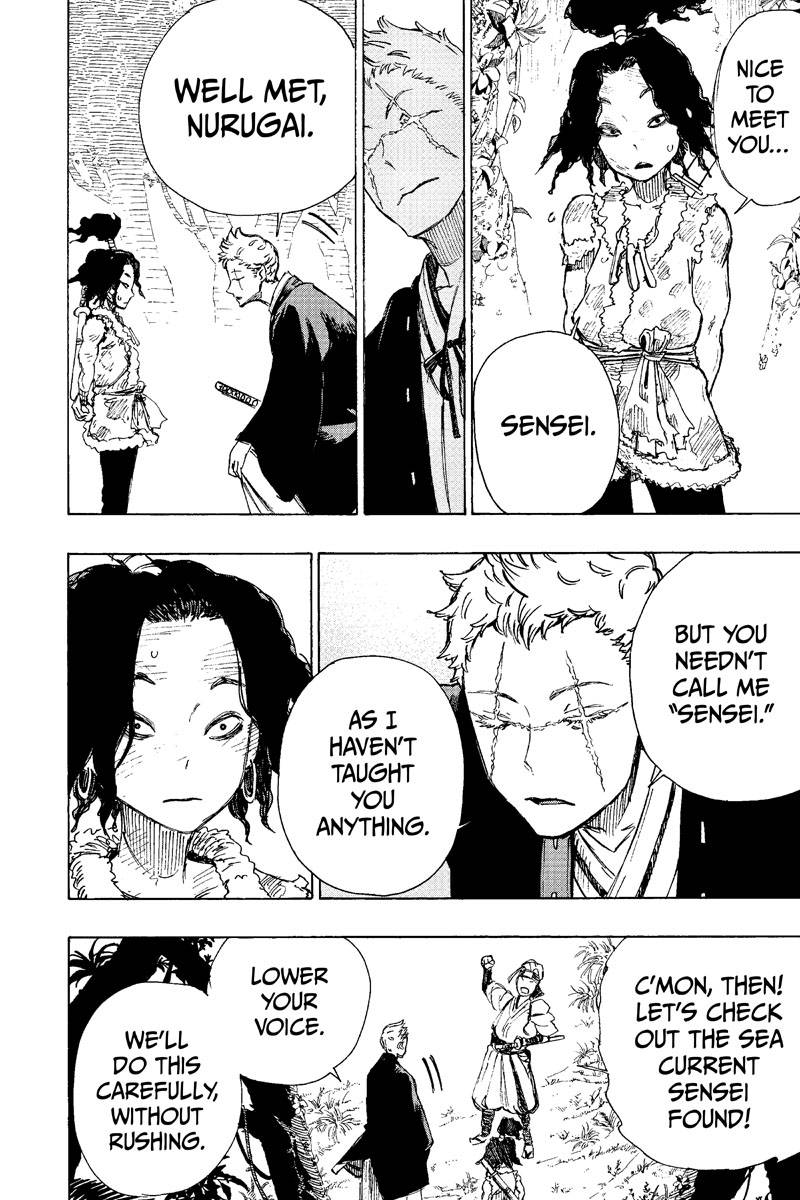 NICE
TO
MEET
YOU...
SENSEI.
WELL MET,
NURUGAI.
BUT YOU
NEEDN'T
CALL ME
"SENSEI."
AS I
HAVEN'T
TAUGHT
YOU
ANYTHING.
C'MON, THEN!
LET'S CHECK
OUT THE SEA
CURRENT
SENSEI
FOUND!
LOWER
YOUR
VOICE.
WE'LL
DO THIS
CAREFULLY,
WITHOUT
RUSHING.